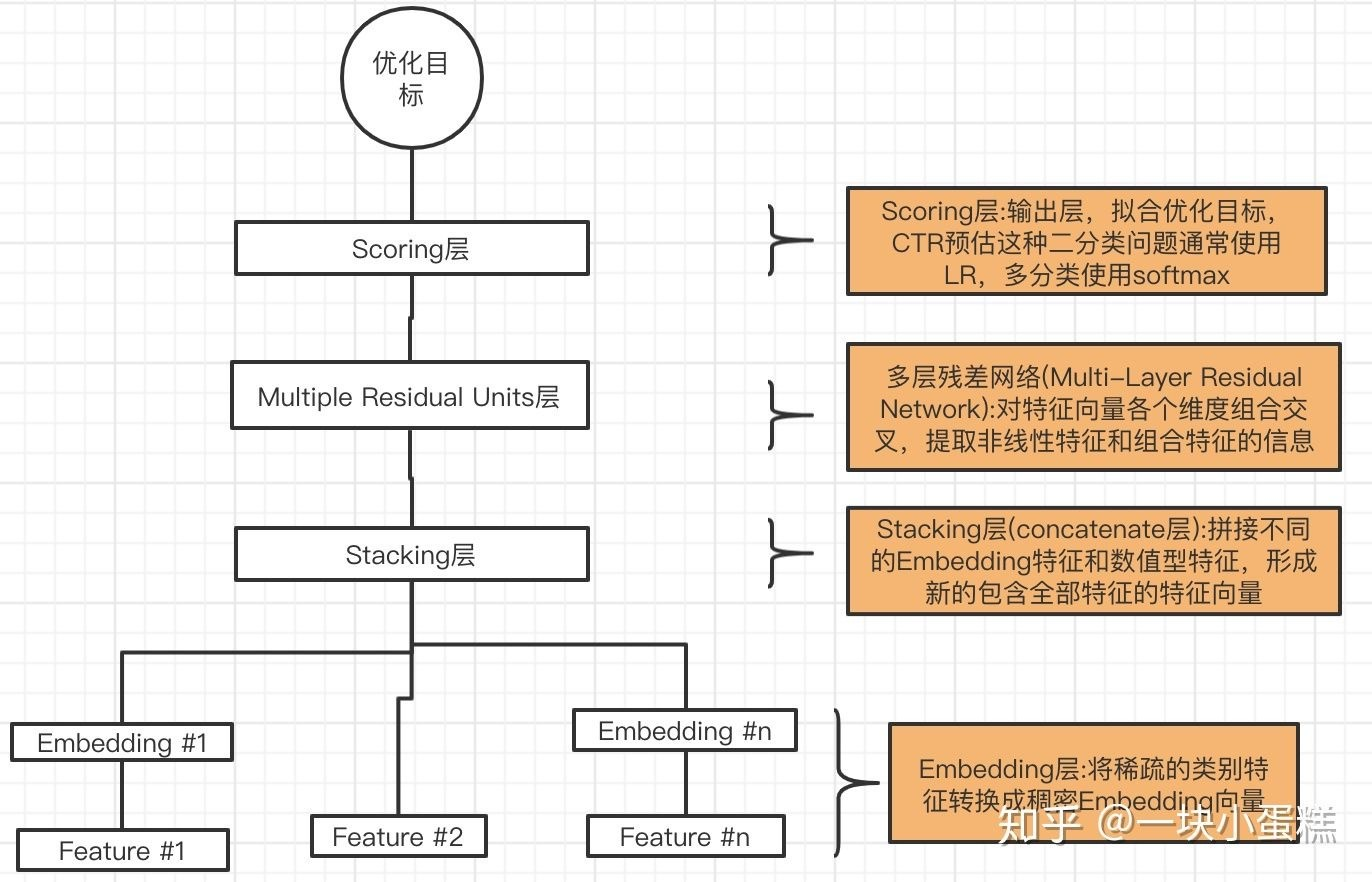 优化目
标
Scoring层
Scoring层:输出层，拟合优化目标，
CTR预估这种二分类问题通常使用
LR，多分类使用softmax
Multiple Residual Units层
多层残差网络(Multi-Layer Residual
Network):对特征向量各个维度组合交
叉，提取非线性特征和组合特征的信息
Stacking层
Stacking层(concatenate层):拼接不同
的Embedding特征和数值型特征，形成
新的包含全部特征的特征向量
Embedding #1
Embedding #n
Embedding层:将稀疏的类别特
征转换成稠密Embedding向量
Feature #1
Feature #2
Feature #n
知乎 @一块小蛋糕